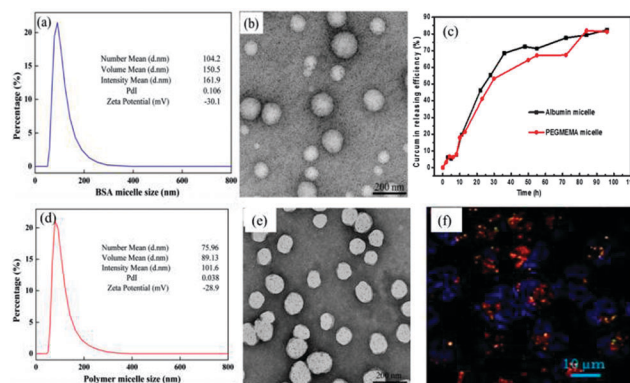 (a)
Number Mean (d.nm) 104.2
Volume Mean (d.nm) 150.5
Intensity Mean (d.nm) 161.9
PdI 0.106
Zeta Potential (mV) -30.1
Percentage (%)
20
15
10
5
0
0 200 400 600 800
BSA micelle size (nm)
(b)
200 nm
(c)
Curcumin releasing efficiency (%)
90
80
70
60
50
40
30
20
10
0
Albumin micelle
PEGMEMA micelle
0 10 20 30 40 50 60 70 80 90 100
Time (h)
(d)
Number Mean (d.nm) 75.96
Volume Mean (d.nm) 89.13
Intensity Mean (d.nm) 101.6
PdI 0.038
Zeta Potential (mV) -28.9
Percentage (%)
20
15
10
5
0
0 200 400 600 800
Polymer micelle size (nm)
(e)
200 nm
(f)
10 μm